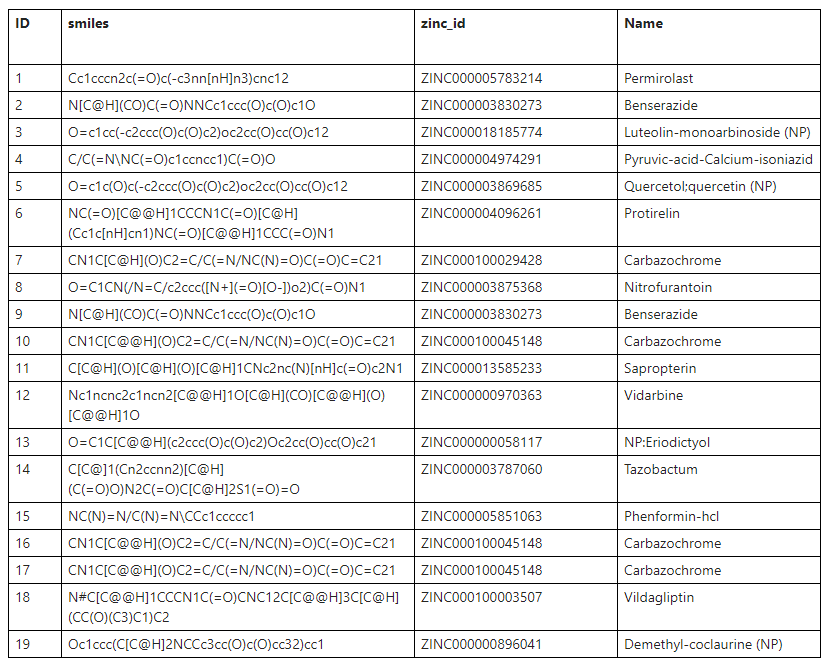 ID smiles zinc_id Name
1 Cc1cccn2c(=O)c(-c3nn[nH]n3)cnc12 ZINC000005783214 Permirolast
2 N[C@H](CO)C(=O)NNCc1ccc(O)c(O)c1O ZINC000003830273 Benserazide
3 O=c1cc(-c2ccc(O)c(O)c2)oc2cc(O)cc(O)c12 ZINC000018185774 Luteolin-monoarbinoside (NP)
4 C/C(=N\NC(=O)c1ccncc1)C(=O)O ZINC000004974291 Pyruvic-acid-Calcium-isoniazid
5 O=c1c(O)c(-c2ccc(O)c(O)c2)oc2cc(O)cc(O)c12 ZINC000003869685 Quercetol;quercetin (NP)
6 NC(=O)[C@@H]1CCCN1C(=O)[C@H] ZINC000004096261 Protirelin
(Cc1c[nH]cn1)NC(=O)[C@@H]1CCC(=O)N1
7 CN1C[C@H](O)C2=C/C(=N/NC(N)=O)C(=O)C=C21 ZINC000100029428 Carbazochrome
8 O=C1CN(/N=C/c2ccc([N+](=O)[O-])o2)C(=O)N1 ZINC000003875368 Nitrofurantoin
9 N[C@H](CO)C(=O)NNCc1ccc(O)c(O)c1O ZINC000003830273 Benserazide
10 CN1C[C@@H](O)C2=C/C(=N/NC(N)=O)C(=O)C=C21 ZINC000100045148 Carbazochrome
11 C[C@H](O)[C@H](O)[C@H]1CNc2nc(N)[nH]c(=O)c2N1 ZINC000013585233 Sapropterin
12 Nc1ncnc2c1ncn2[C@@H]1O[C@H](CO)[C@@H](O) ZINC000000970363 Vidarbine
[C@@H]1O
13 O=C1C[C@@H](c2ccc(O)c(O)c2)Oc2cc(O)cc(O)c21 ZINC000000058117 NP:Eriodictyol
14 C[C@]1(Cn2ccnn2)[C@H] ZINC000003787060 Tazobactum
(C(=O)O)N2C(=O)C[C@H]2S1(=O)=O
15 NC(N)=N/C(N)=N\CCc1ccccc1 ZINC000005851063 Phenformin-hcl
16 CN1C[C@@H](O)C2=C/C(=N/NC(N)=O)C(=O)C=C21 ZINC000100045148 Carbazochrome
17 CN1C[C@@H](O)C2=C/C(=N/NC(N)=O)C(=O)C=C21 ZINC000100045148 Carbazochrome
18 N#C[C@@H]1CCCN1C(=O)CNC12C[C@@H]3C[C@H] ZINC000100003507 Vildagliptin
(CC(O)(C3)C1)C2
19 Oc1ccc(C[C@H]2NCCc3cc(O)c(O)cc32)cc1 ZINC000000896041 Demethyl-coclaurine (NP)